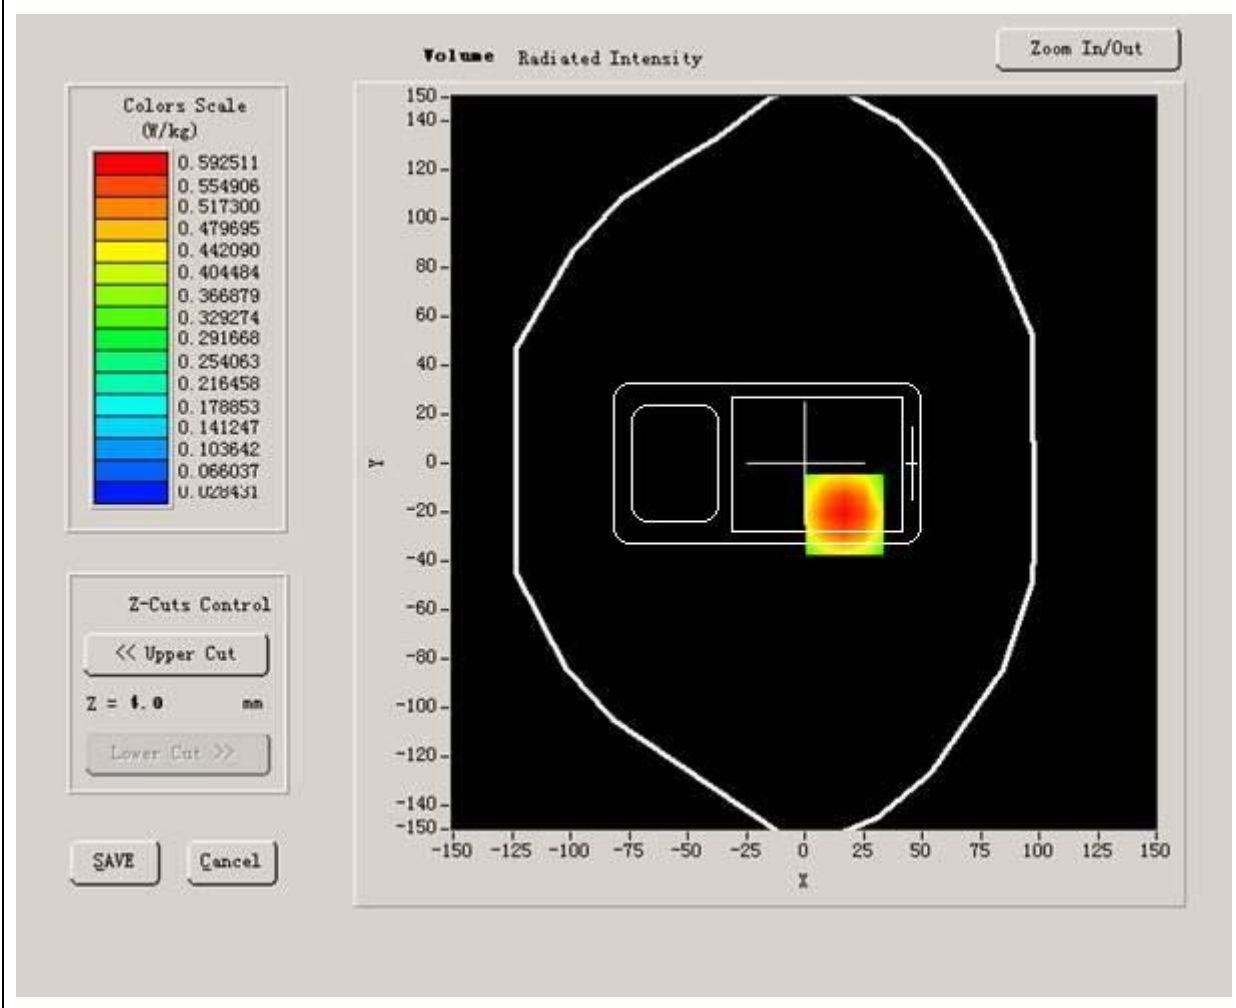 Volume Radiated Intensity
Zoom In/Out
Colors Scale
(W/kg)
0.592511
0.554906
0.517300
0.479695
0.442090
0.404484
0.366879
0.329274
0.291668
0.254063
0.216458
0.178853
0.141247
0.103642
0.066037
0.028431
Z-Cuts Control
<< Upper Cut
Z = 4.0 mm
Lower Cut >>
SAVE Cancel
150
140
120
100
80
60
40
20
0
-20
-40
-60
-80
-100
-120
-140
-150
Y
-150 -125 -100 -75 -50 -25 0 25 50 75 100 125 150
X